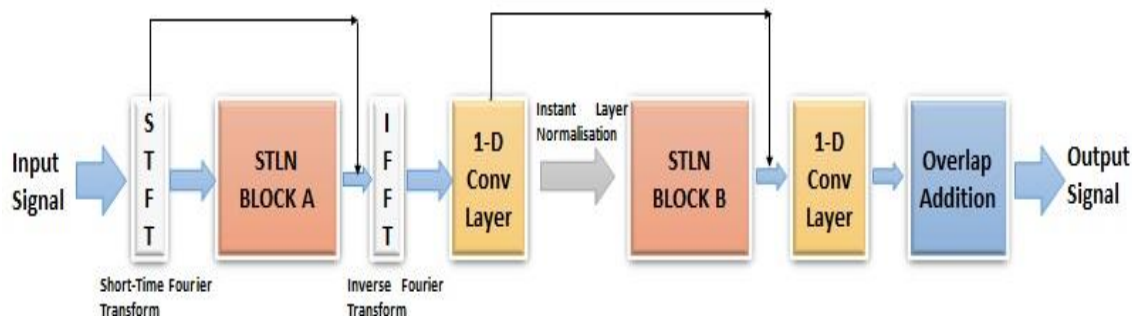 Input
Signal
S
T
F
T
Short-Time Fourier
Transform
STLN
BLOCK A
I
F
F
T
Inverse Fourier
Transform
1-D
Conv
Layer
Instant Layer
Normalisation
STLN
BLOCK B
1-D
Conv
Layer
Overlap
Addition
Output
Signal